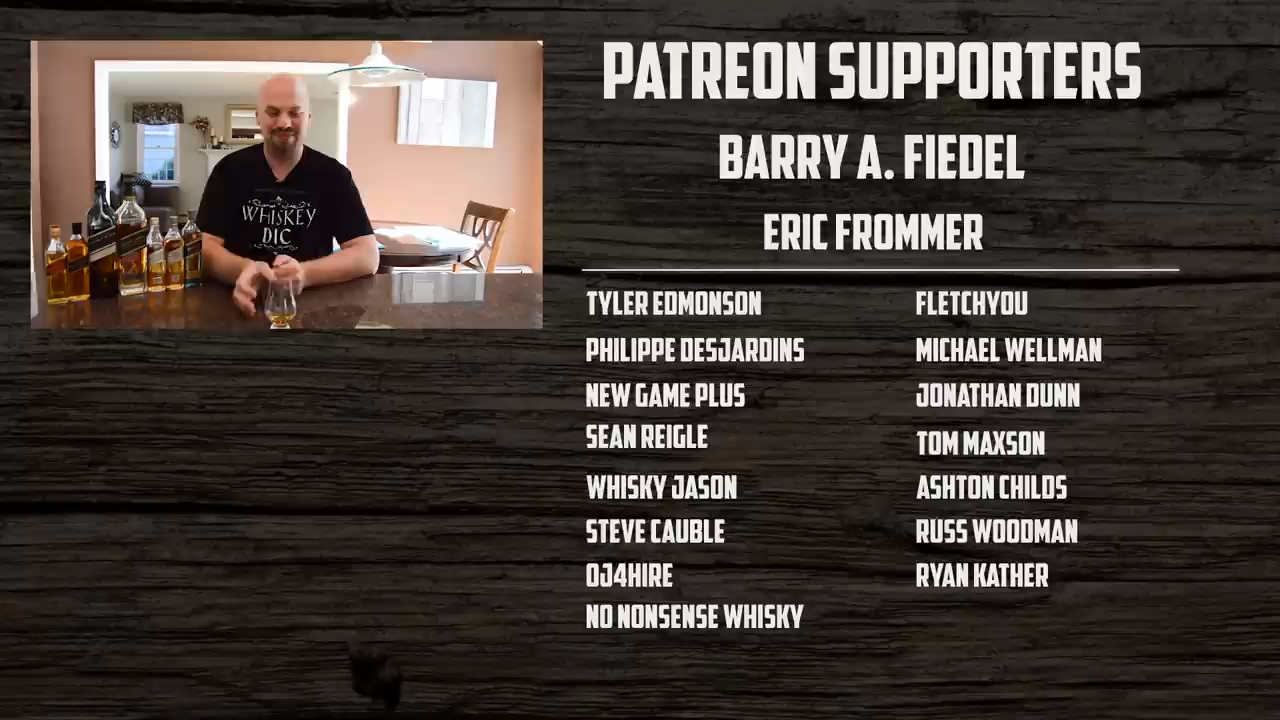 WHISKEY
DIC
PATREON SUPPORTERS
BARRY A. FIEDEL
ERIC FROMMER
TYLER EDMONSON
PHILIPPE DESJARDINS
NEW GAME PLUS
SEAN REIGLE
WHISKY JASON
STEVE CAUBLE
OJ4HIRE
NO NONSENSE WHISKY
FLETCHYOU
MICHAEL WELLMAN
JONATHAN DUNN
TOM MAXSON
ASHTON CHILDS
RUSS WOODMAN
RYAN KATHER